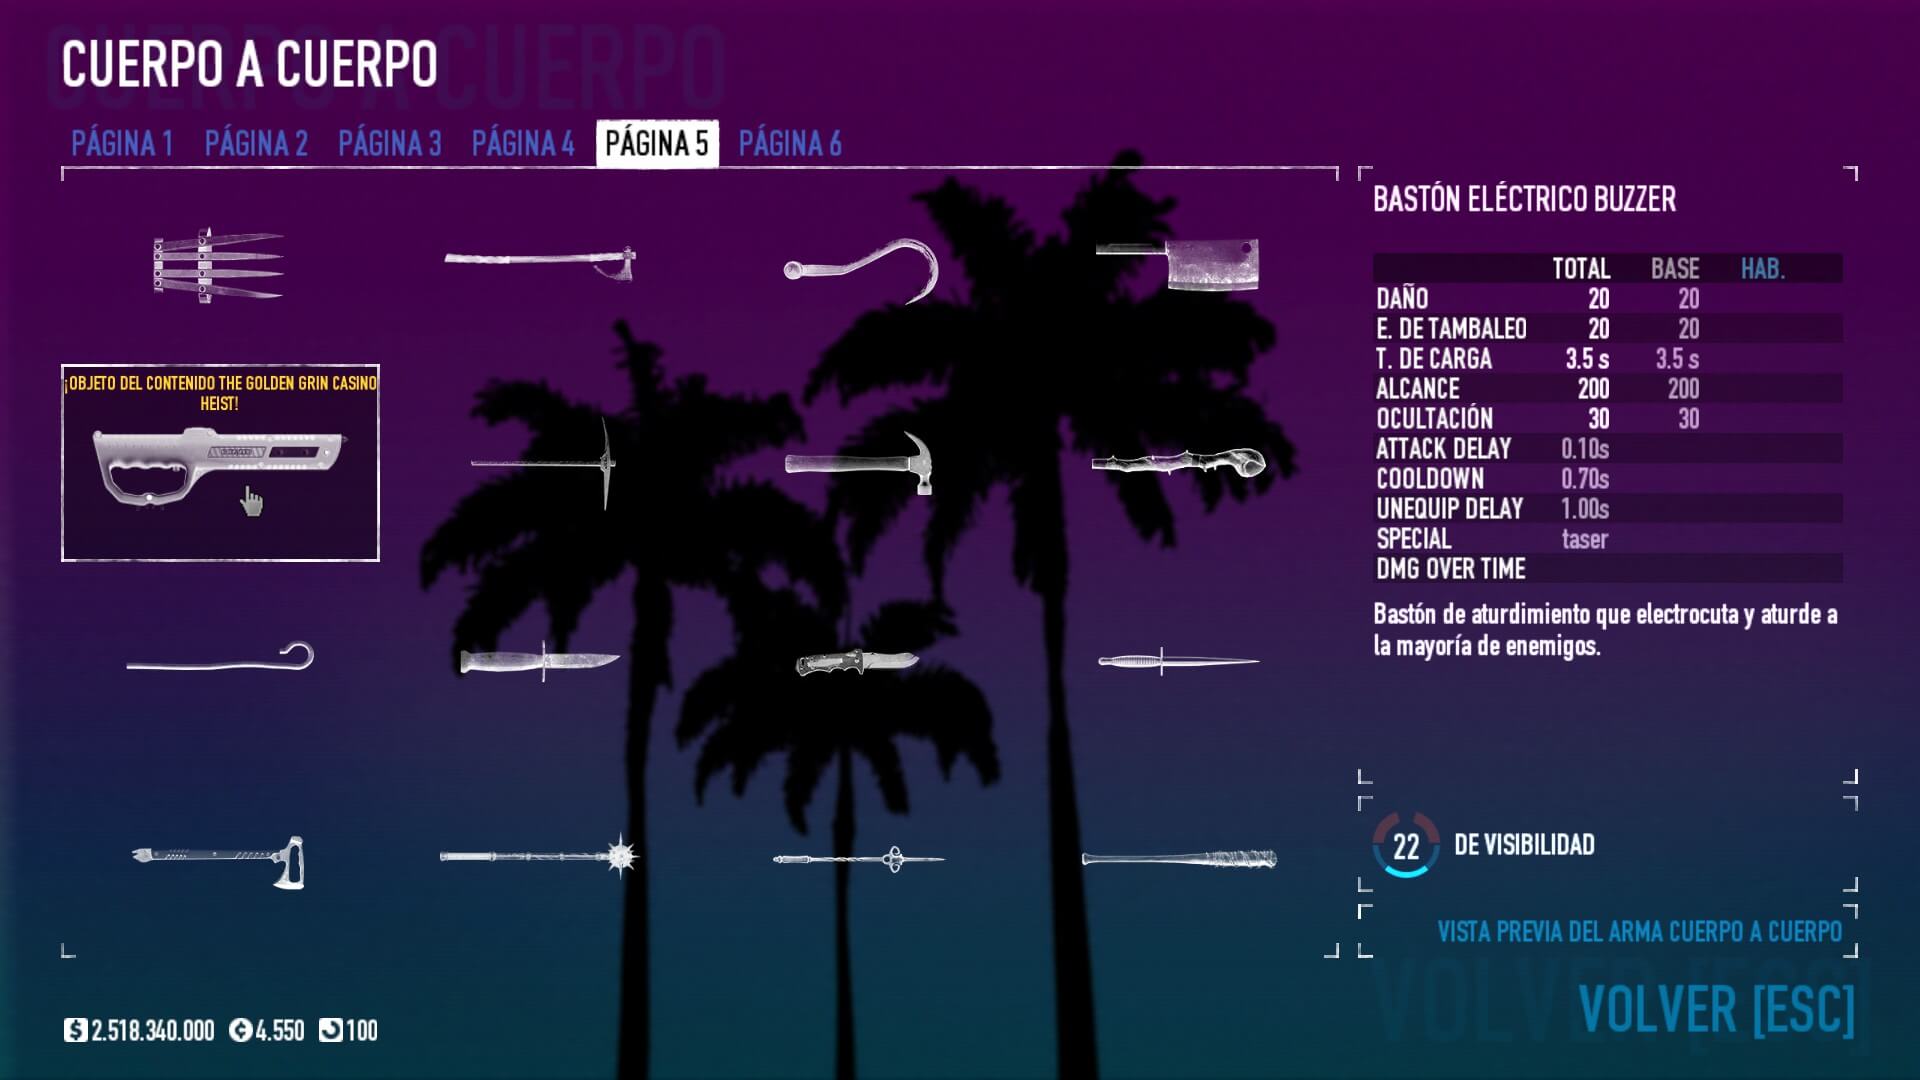 CUERPO A CUERPO
PÁGINA 1 PÁGINA 2 PÁGINA 3 PÁGINA 4 PÁGINA 5 PÁGINA 6
¡OBJETO DEL CONTENIDO THE GOLDEN GRIN CASINO
HEIST!
BASTÓN ELÉCTRICO BUZZER
TOTAL BASE HAB.
DAÑO 20 20
E. DE TAMBALEO 20 20
T. DE CARGA 3.5 s 3.5 s
ALCANCE 200 200
OCULTACIÓN 30 30
ATTACK DELAY 0.10s
COOLDOWN 0.70s
UNEQUIP DELAY 1.00s
SPECIAL taser
DMG OVER TIME
Bastón de aturdimiento que electrocuta y aturde a
la mayoría de enemigos.
22 DE VISIBILIDAD
VISTA PREVIA DEL ARMA CUERPO A CUERPO
VOLVER [ESC]
$ 2.518.340.000 4.550 100